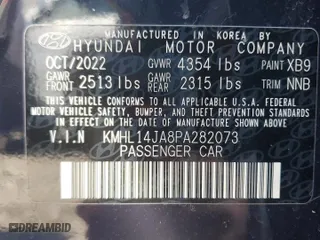 MANUFACTURED IN KOREA BY
HYUNDAI MOTOR COMPANY
OCT/2022 GVWR 4354 lbs PAINT XB9
GAWR FRONT 2513 lbs GAWR REAR 2315 lbs TRIM NNB
THIS VEHICLE CONFORMS TO ALL APPLICABLE U.S.A. FEDERAL
MOTOR VEHICLE SAFETY, BUMPER, AND THEFT PREVENTION
STANDARDS IN EFFECT ON THE DATE OF MANUFACTURE
SHOWN ABOVE.
V.I.N KMHL14JA8PA282073
PASSENGER CAR
DREAMBID